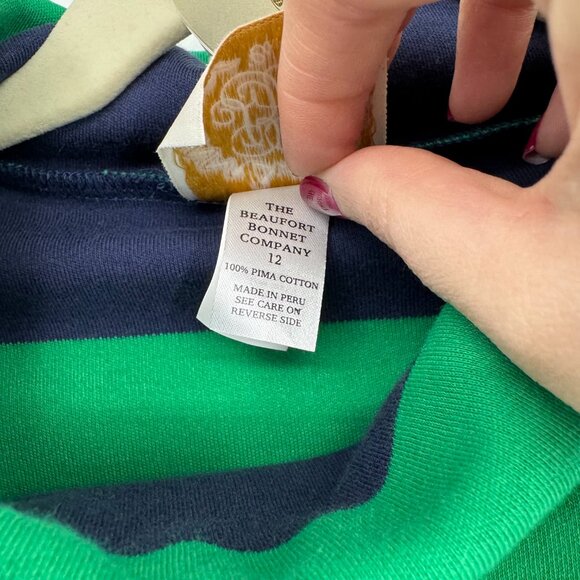 THE
BEAUFORT
BONNET
COMPANY
12
100% PIMA COTTON
MADE IN PERU
SEE CARE ON
REVERSE SIDE